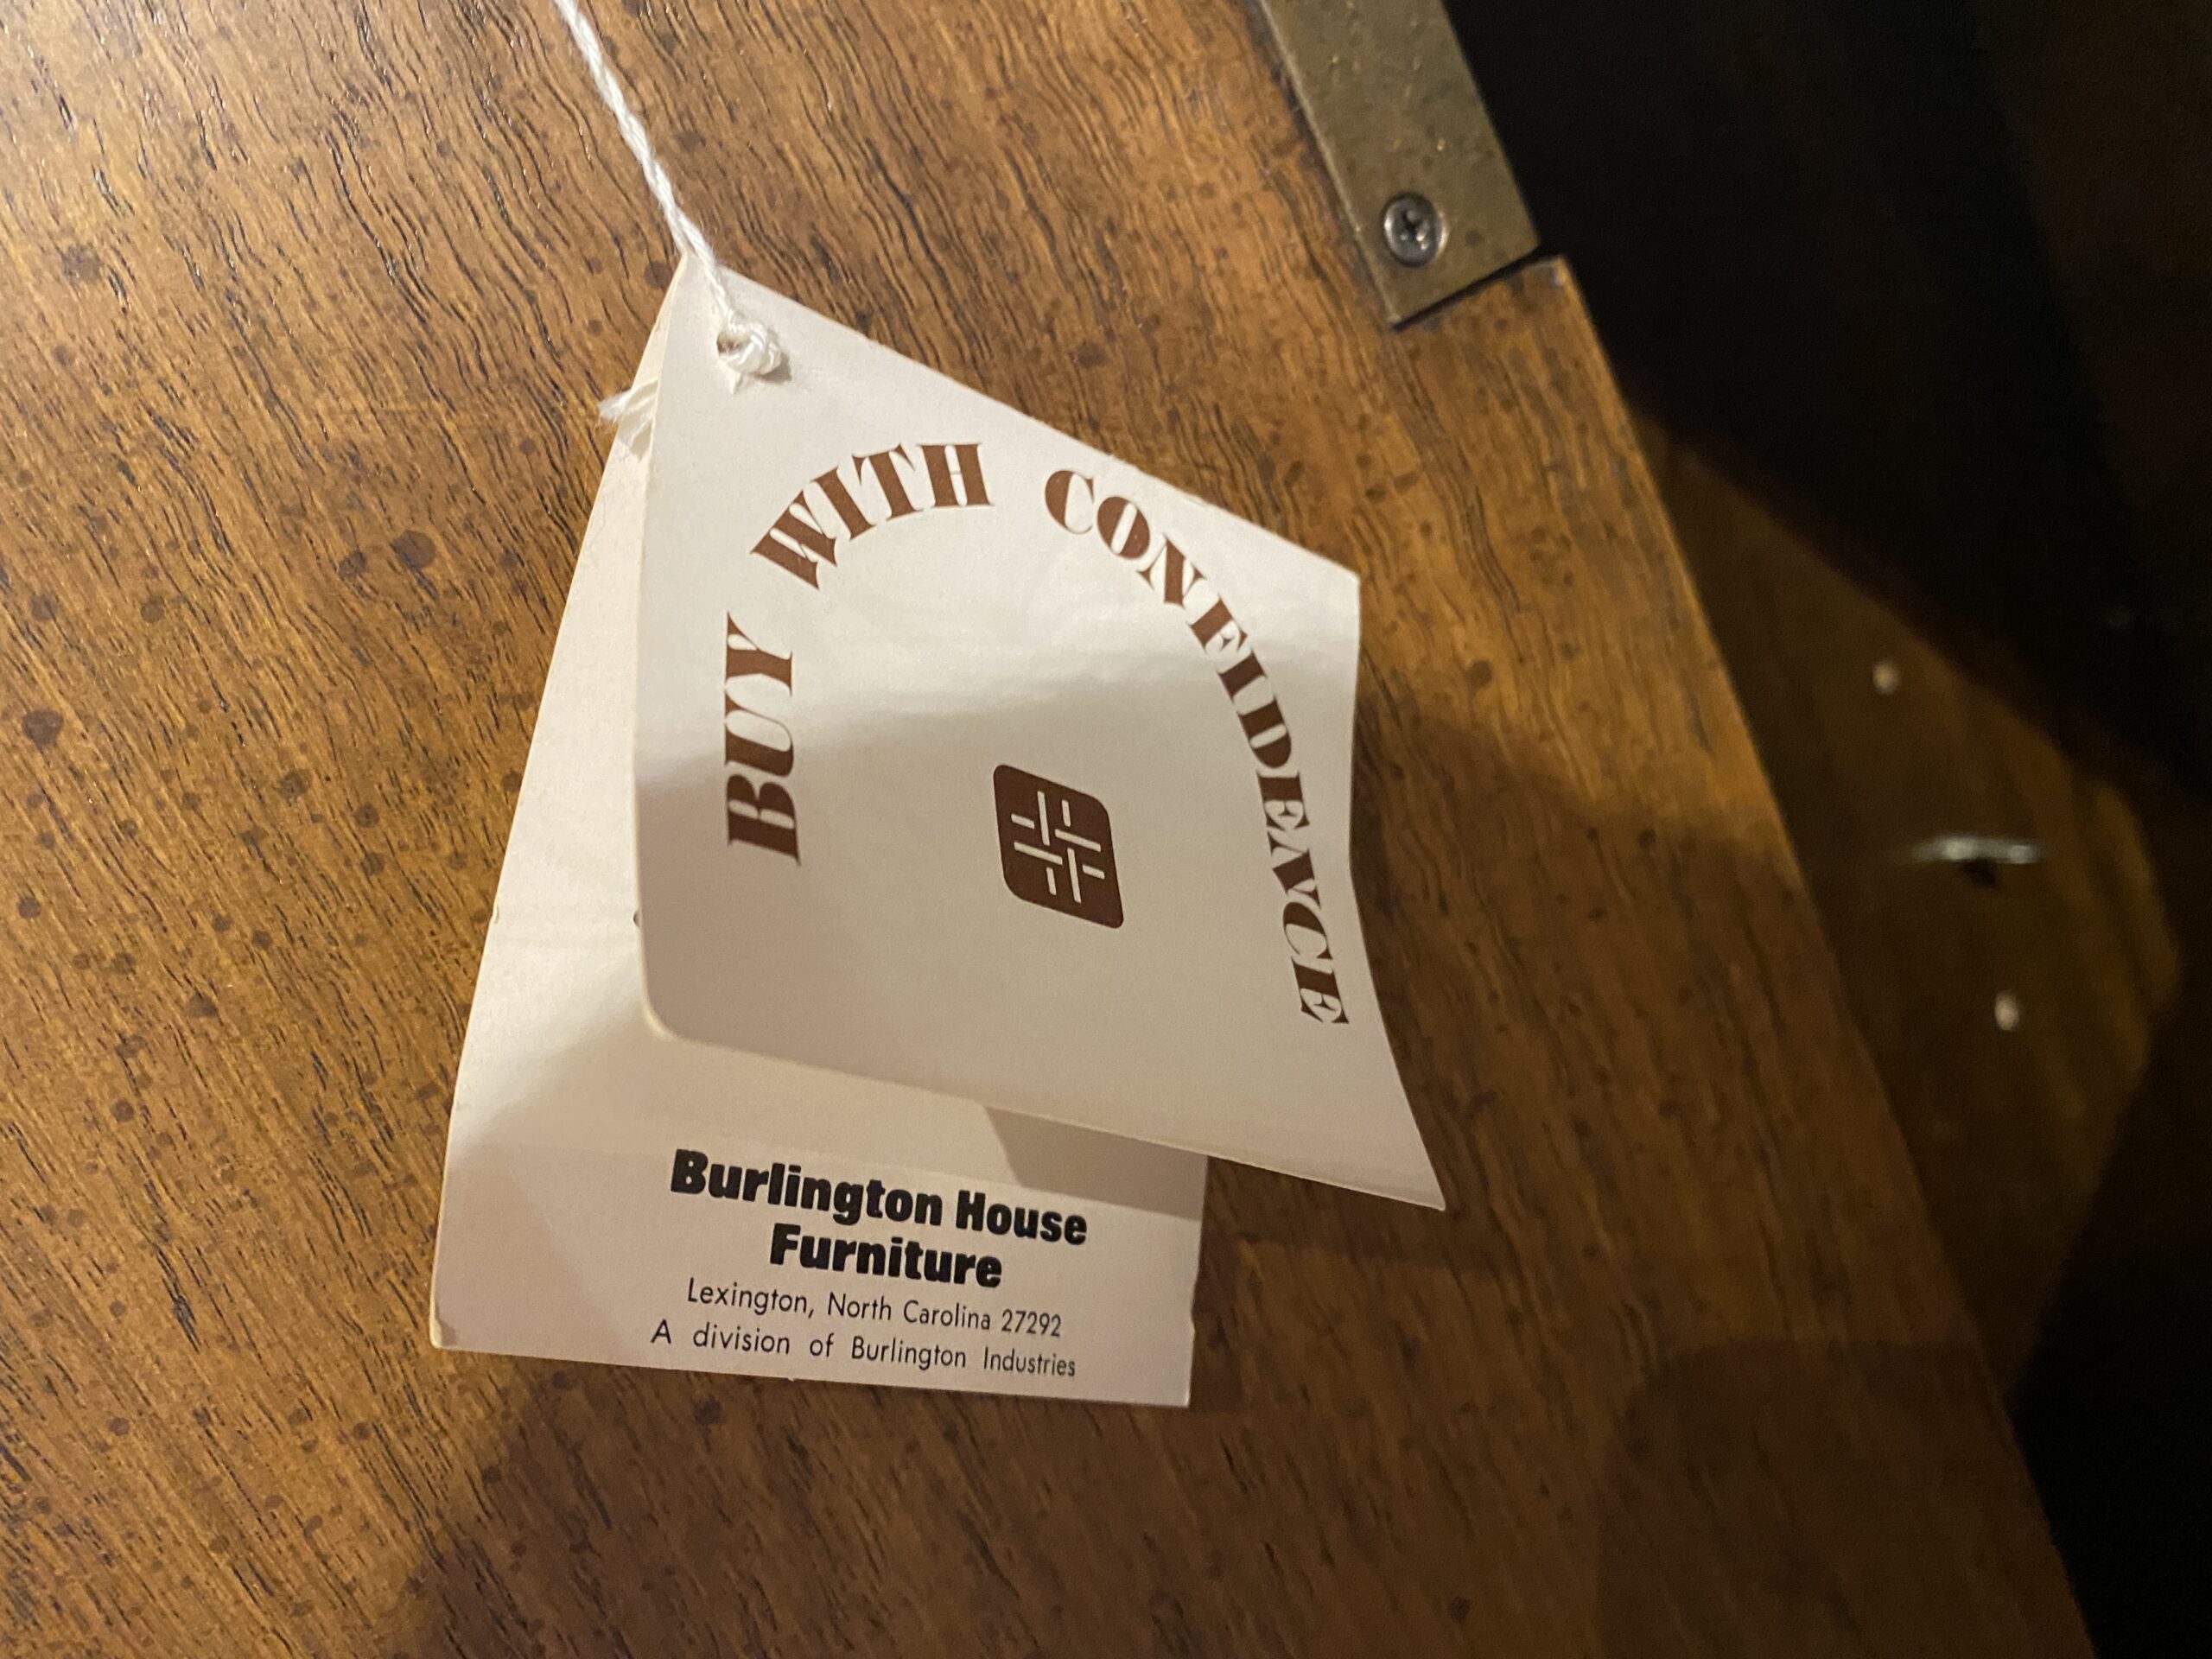 BUY WITH CONFIDENCE
Burlington House
Furniture
Lexington, North Carolina 27292
A division of Burlington Industries